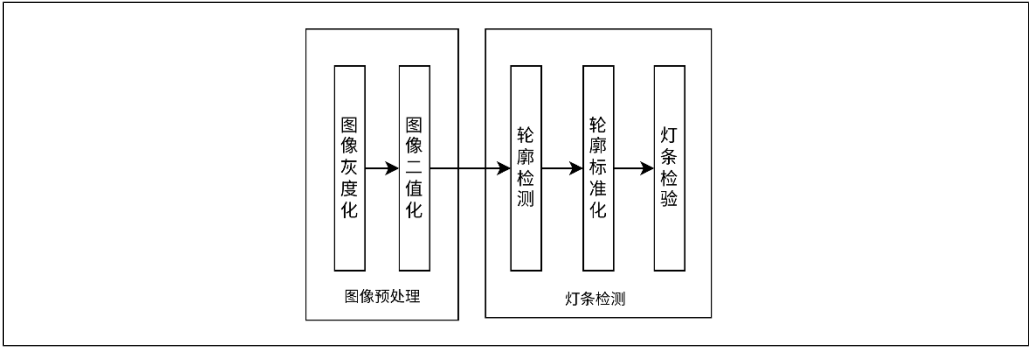 图像灰度化
图像二值化
轮廓检测
轮廓标准化
灯条检验
图像预处理
灯条检测